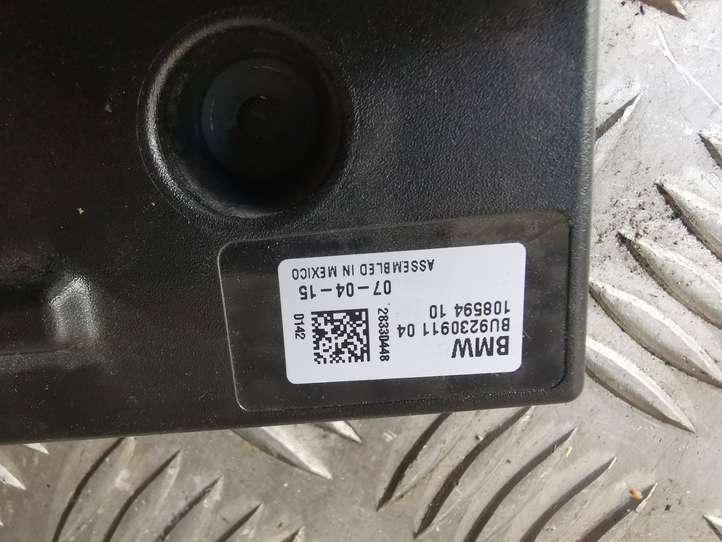 BMW
BU9230911 04
108594 10
28330448
0142
07-04-15
ASSEMBLED IN MEXICO